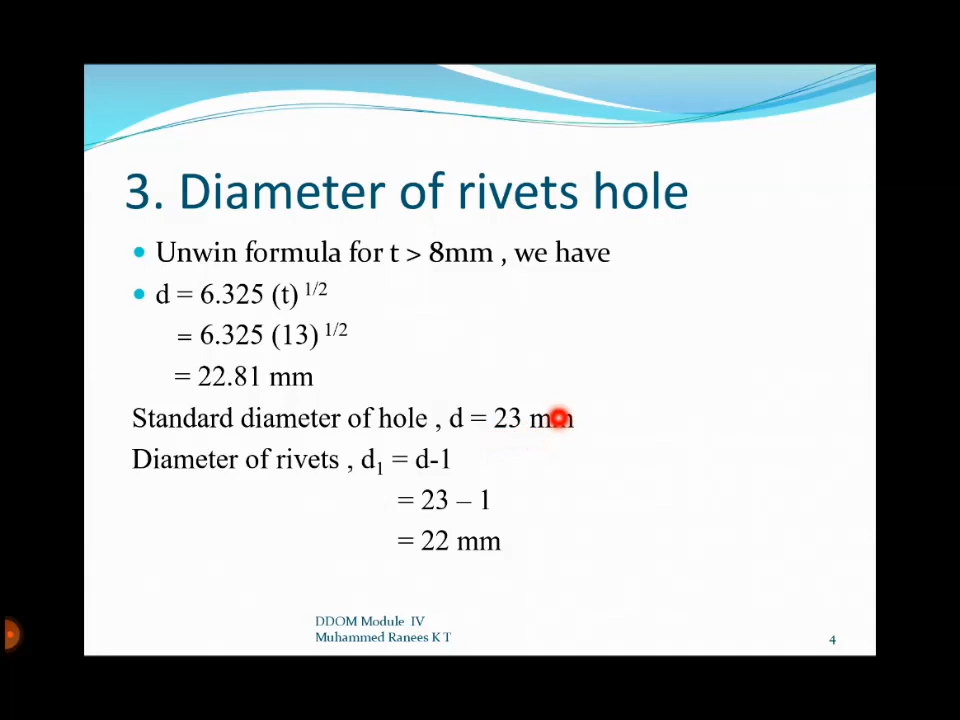 3. Diameter of rivets hole
Unwin formula for t > 8mm , we have
d = 6.325 (t) 1/2
= 6.325 (13) 1/2
= 22.81 mm
Standard diameter of hole , d = 23 mm
Diameter of rivets , d1 = d-1
= 23 – 1
= 22 mm
DDOM Module IV
Muhammed Ranees K T
4